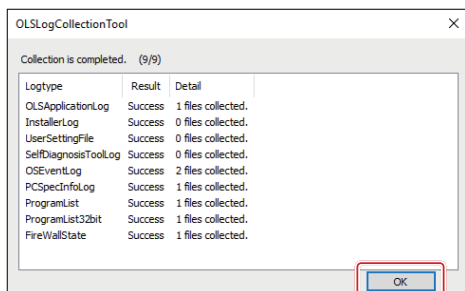 OLSLogCollectionTool
Collection is completed. (9/9)
Logtype Result Detail
OLSApplicationLog Success 1 files collected.
InstallerLog Success 0 files collected.
UserSettingFile Success 0 files collected.
SelfDiagnosisToolLog Success 0 files collected.
OSEventLog Success 2 files collected.
PCSpecInfoLog Success 1 files collected.
ProgramList Success 1 files collected.
ProgramList32bit Success 1 files collected.
FireWallState Success 1 files collected.
OK